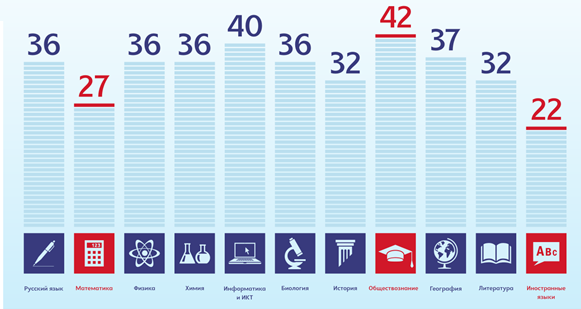 36
27
36
36
40
36
32
42
37
32
22
123
ABC
Русский язык
Математика
Физика
Химия
Информатика
и ИКТ
Биология
История
Обществознание
География
Литература
Иностранные
языки